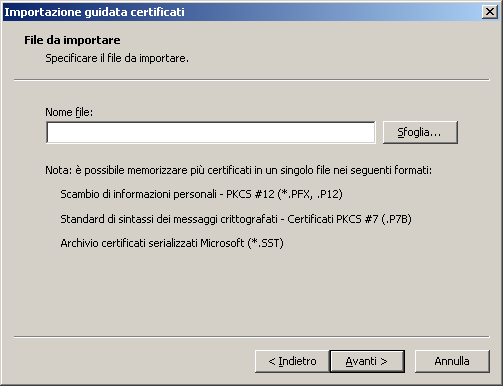 Importazione guidata certificati
File da importare
Specificare il file da importare.
Nome file:
Sfoglia...
Nota: è possibile memorizzare più certificati in un singolo file nei seguenti formati:
Scambio di informazioni personali - PKCS #12 (*.PFX, .P12)
Standard di sintassi dei messaggi crittografati - Certificati PKCS #7 (.P7B)
Archivio certificati serializzati Microsoft (*.SST)
< Indietro
Avanti >
Annulla